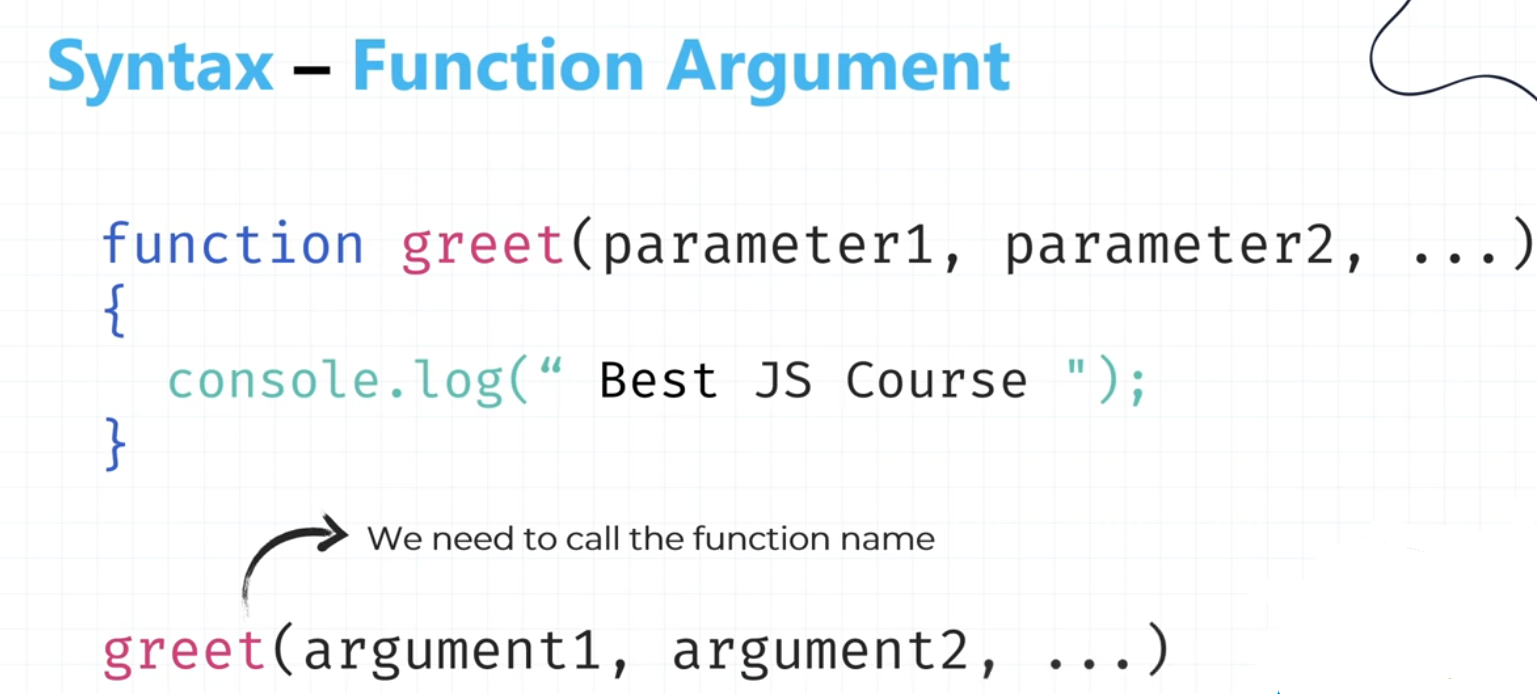 Syntax – Function Argument
function greet(parameter1, parameter2, ...)
{
console.log(“ Best JS Course ");
}
We need to call the function name
greet(argument1, argument2, ...)